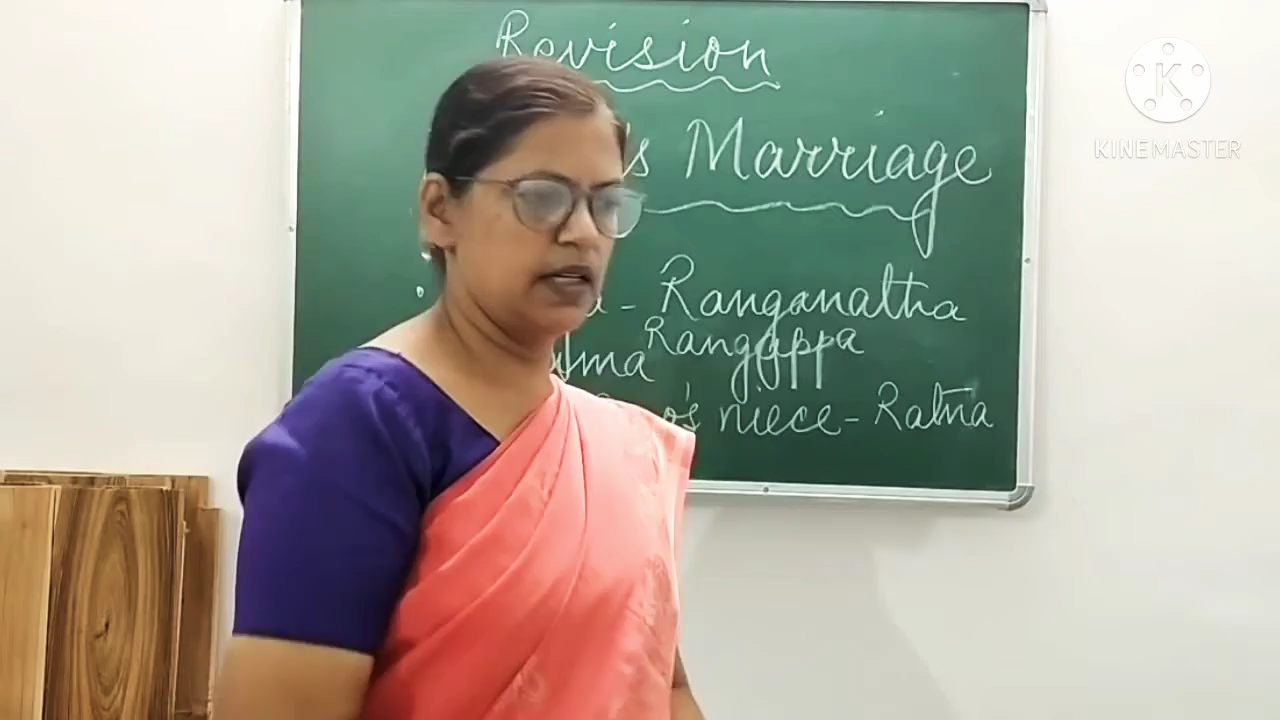 Revision
's Marriage
Ranganatha
Rangappa
niece - Ratna
K
KINEMASTER